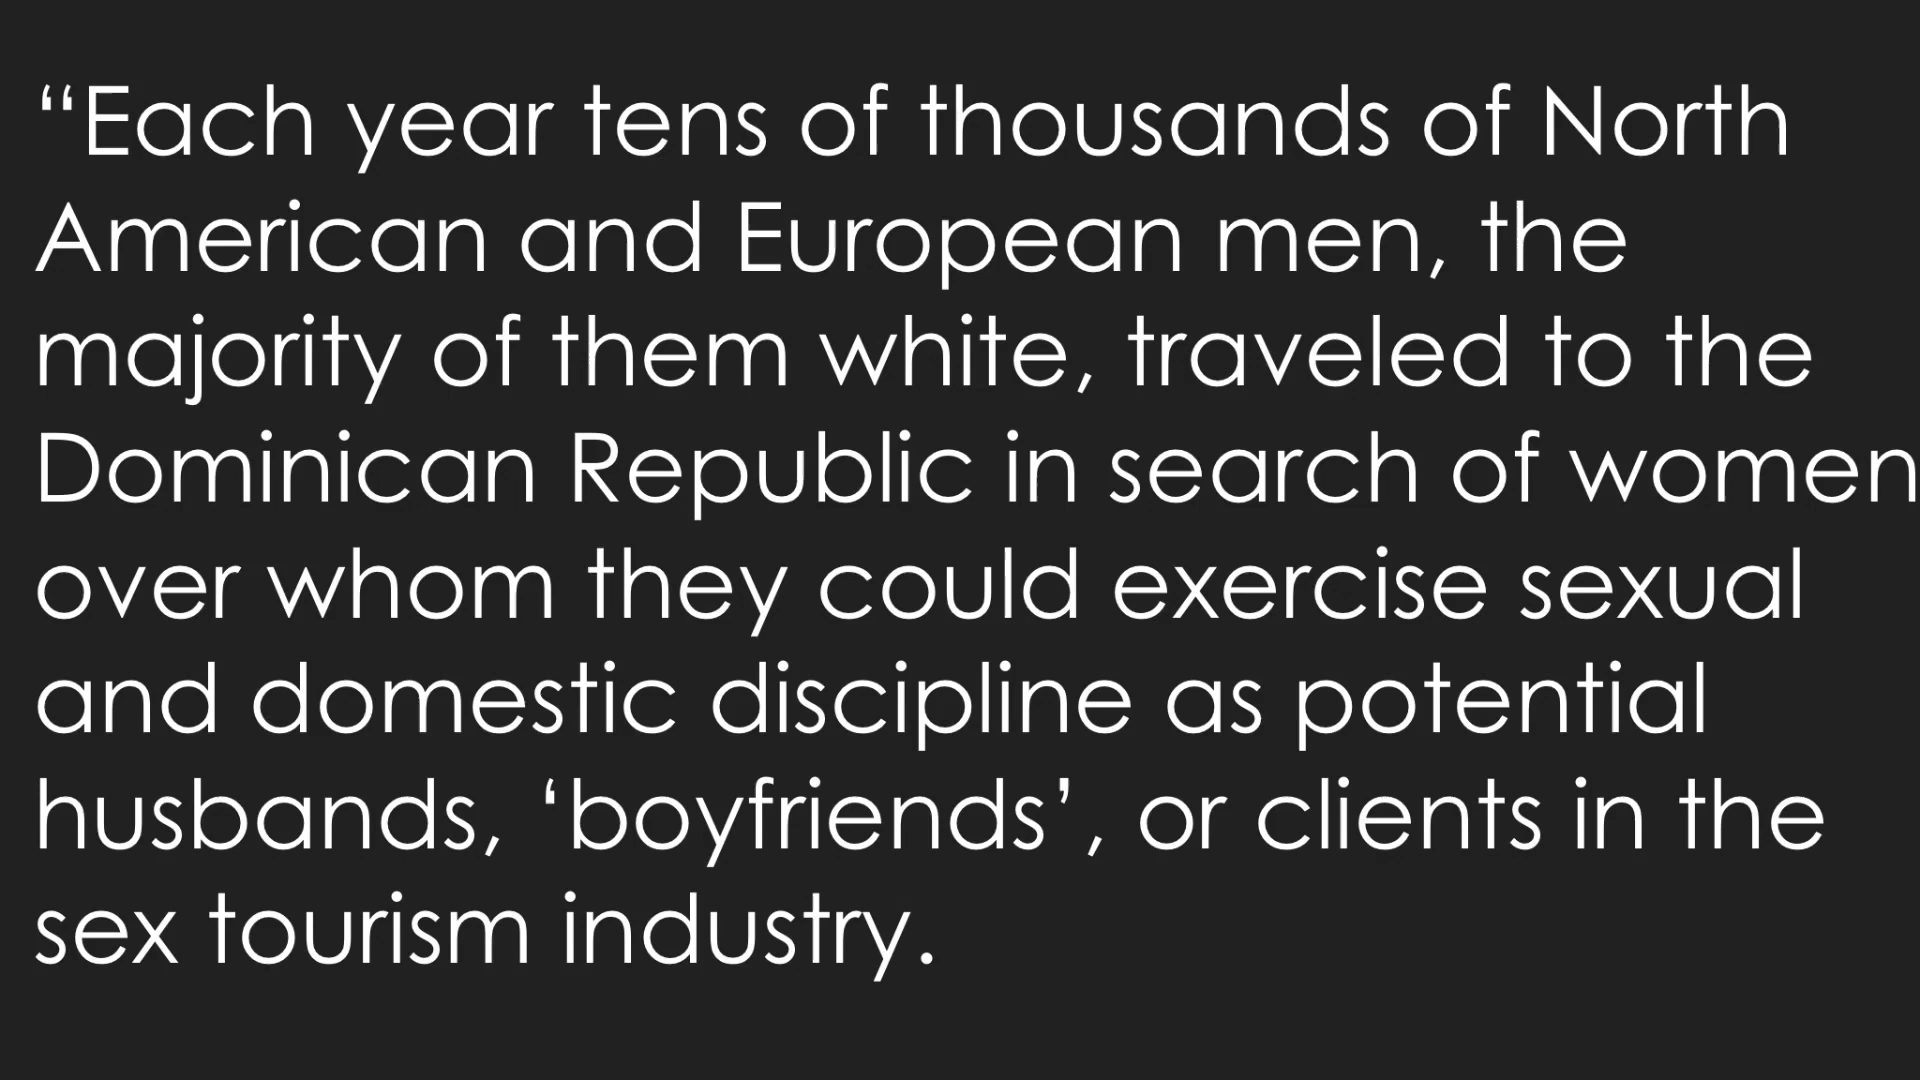 “Each year tens of thousands of North
American and European men, the
majority of them white, traveled to the
Dominican Republic in search of women
over whom they could exercise sexual
and domestic discipline as potential
husbands, ‘boyfriends’, or clients in the
sex tourism industry.